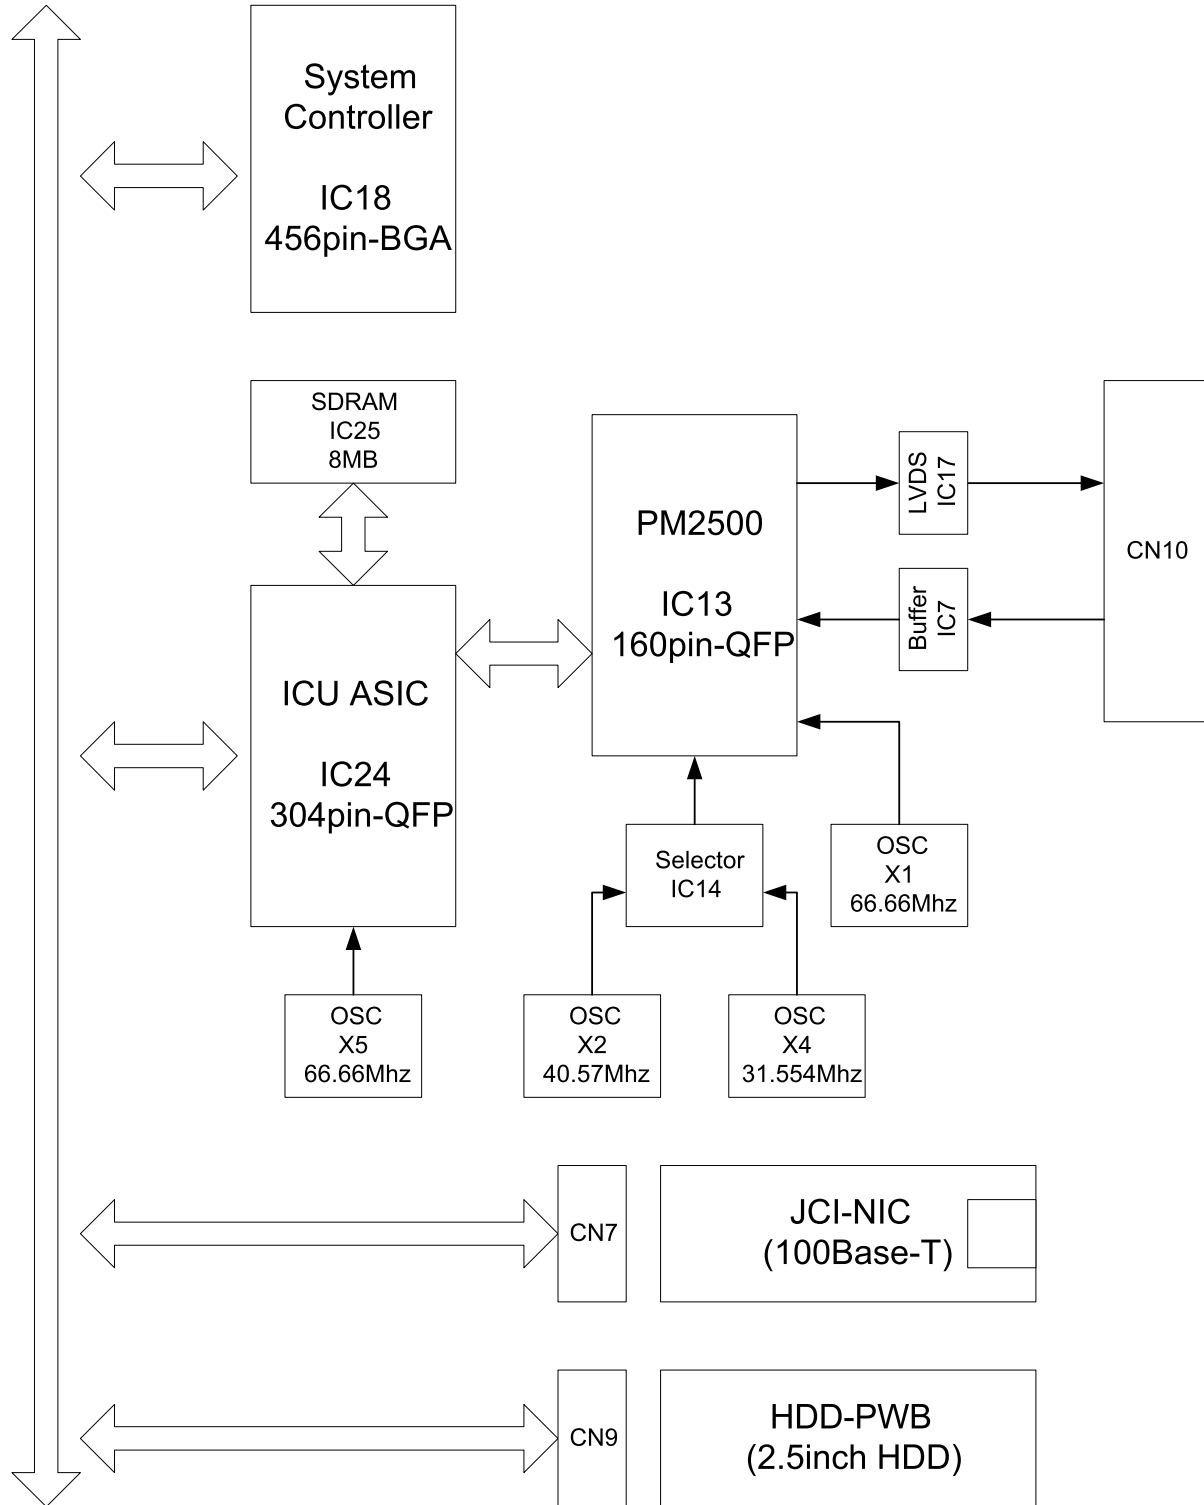 System
Controller
IC18
456pin-BGA
SDRAM
IC25
8MB
PM2500
IC13
160pin-QFP
LVDS
IC17
CN10
Buffer
IC7
ICU ASIC
IC24
304pin-QFP
Selector
IC14
OSC
X1
66.66Mhz
OSC
X5
66.66Mhz
OSC
X2
40.57Mhz
OSC
X4
31.554Mhz
CN7
JCI-NIC
(100Base-T)
CN9
HDD-PWB
(2.5inch HDD)